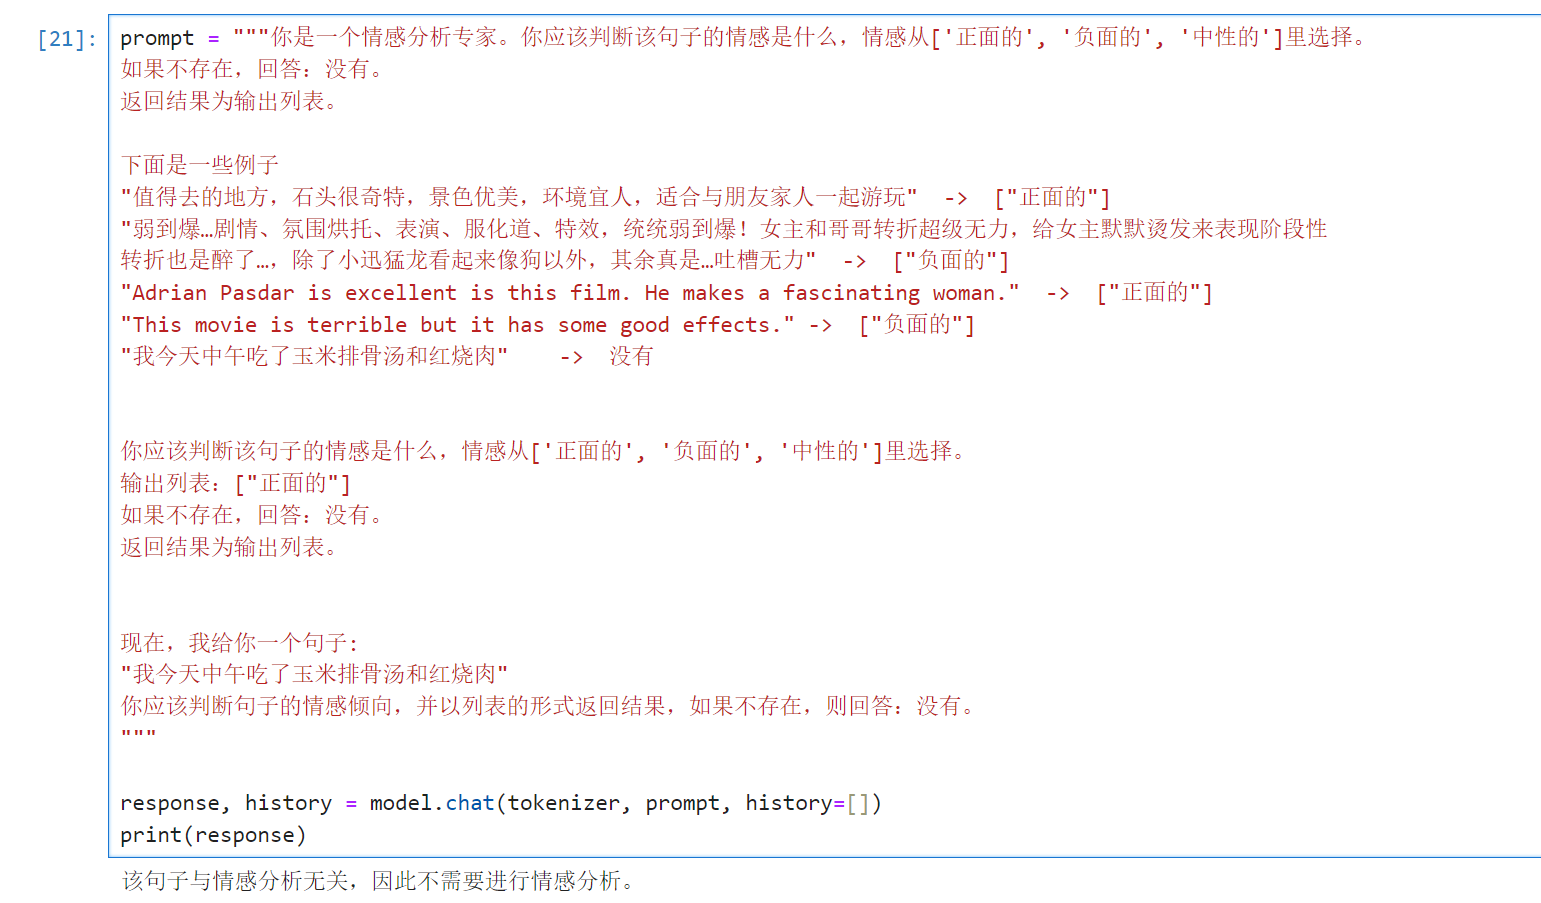 [21]: prompt = """你是一个情感分析专家。你应该判断该句子的情感是什么，情感从['正面的', '负面的', '中性的']里选择。
如果不存在，回答：没有。
返回结果为输出列表。
下面是一些例子
"值得去的地方，石头很奇特，景色优美，环境宜人，适合与朋友家人一起游玩"  ->  ["正面的"]
"弱到爆…剧情、氛围烘托、表演、服化道、特效，统统弱到爆！女主和哥哥转折超级无力，给女主默默烫发来表现阶段性
转折也是醉了…，除了小迅猛龙看起来像狗以外，其余真是…吐槽无力"  ->  ["负面的"]
"Adrian Pasdar is excellent is this film. He makes a fascinating woman."  ->  ["正面的"]
"This movie is terrible but it has some good effects." ->  ["负面的"]
"我今天中午吃了玉米排骨汤和红烧肉"    ->  没有
你应该判断该句子的情感是什么，情感从['正面的', '负面的', '中性的']里选择。
输出列表：["正面的"]
如果不存在，回答：没有。
返回结果为输出列表。
现在，我给你一个句子：
"我今天中午吃了玉米排骨汤和红烧肉"
你应该判断句子的情感倾向，并以列表的形式返回结果，如果不存在，则回答：没有。
"""
response, history = model.chat(tokenizer, prompt, history=[])
print(response)
该句子与情感分析无关，因此不需要进行情感分析。